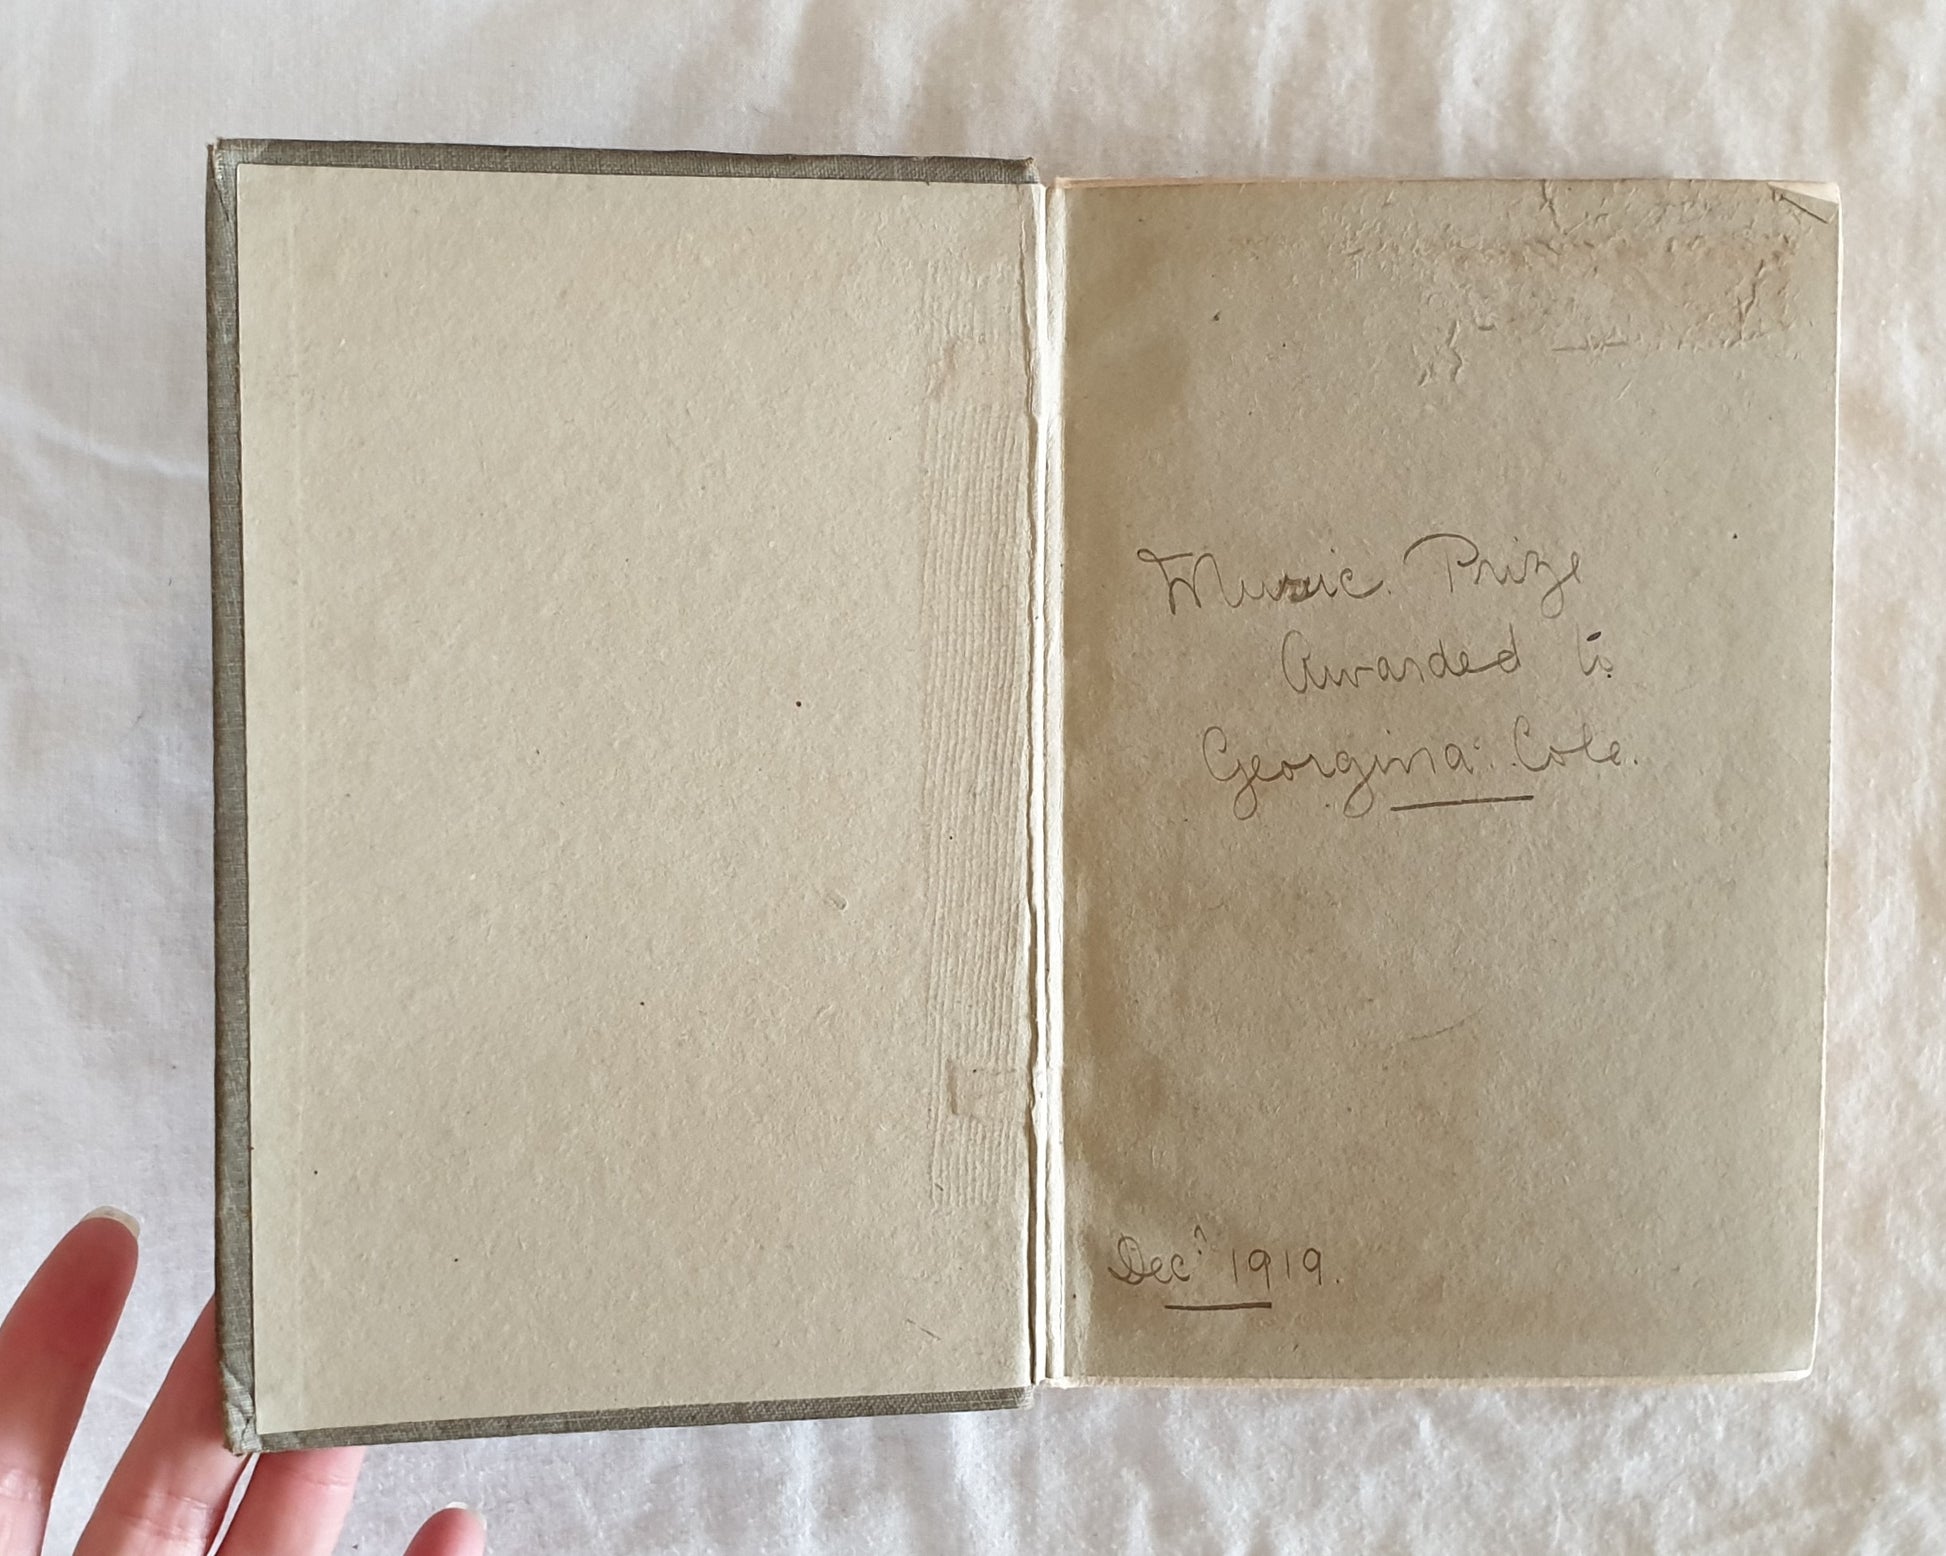 Music Prize
Awarded to
Georgina Cole.
Decr 1919.